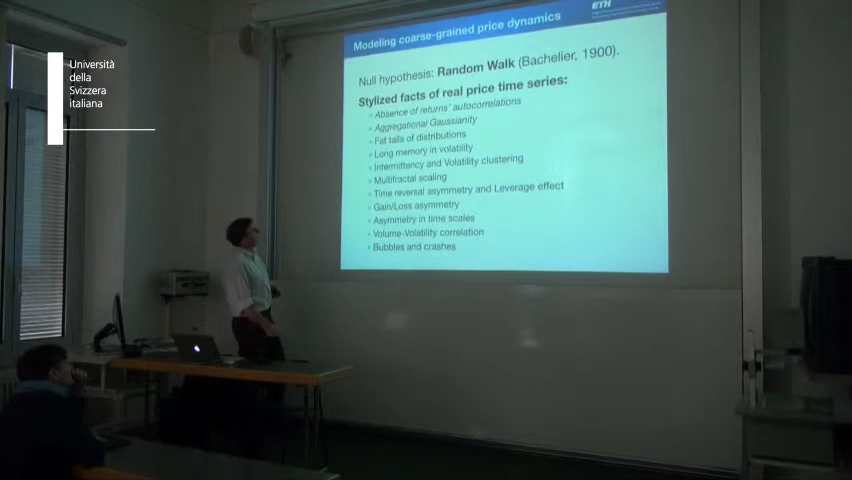 Università
della
Svizzera
italiana
Modeling coarse-grained price dynamics
ETH
Null hypothesis: Random Walk (Bachelier, 1900).
Stylized facts of real price time series:
Absence of returns' autocorrelations
Aggregational Gaussianity
Fat tails of distributions
Long memory in volatility
Intermittency and Volatility clustering
Multifractal scaling
Time reversal asymmetry and Leverage effect
Gain/Loss asymmetry
Asymmetry in time scales
Volume-Volatility correlation
Bubbles and crashes